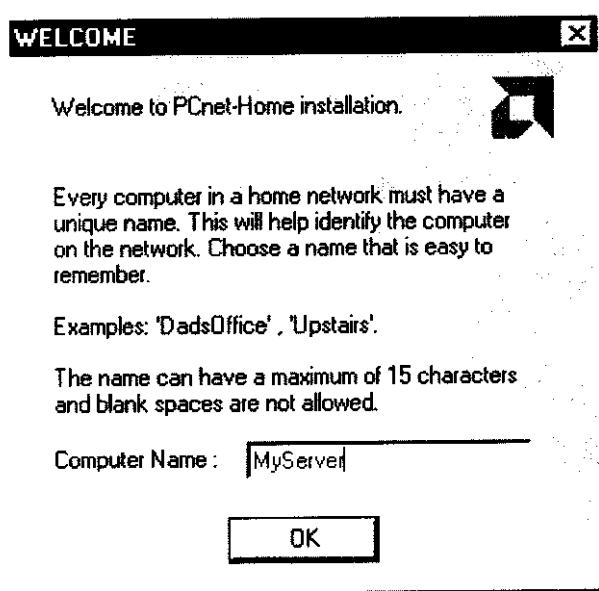 WELCOME
Welcome to PCnet-Home installation.
Every computer in a home network must have a
unique name. This will help identify the computer
on the network. Choose a name that is easy to
remember.
Examples: 'DadsOffice' , 'Upstairs'.
The name can have a maximum of 15 characters
and blank spaces are not allowed.
Computer Name : MyServer
OK